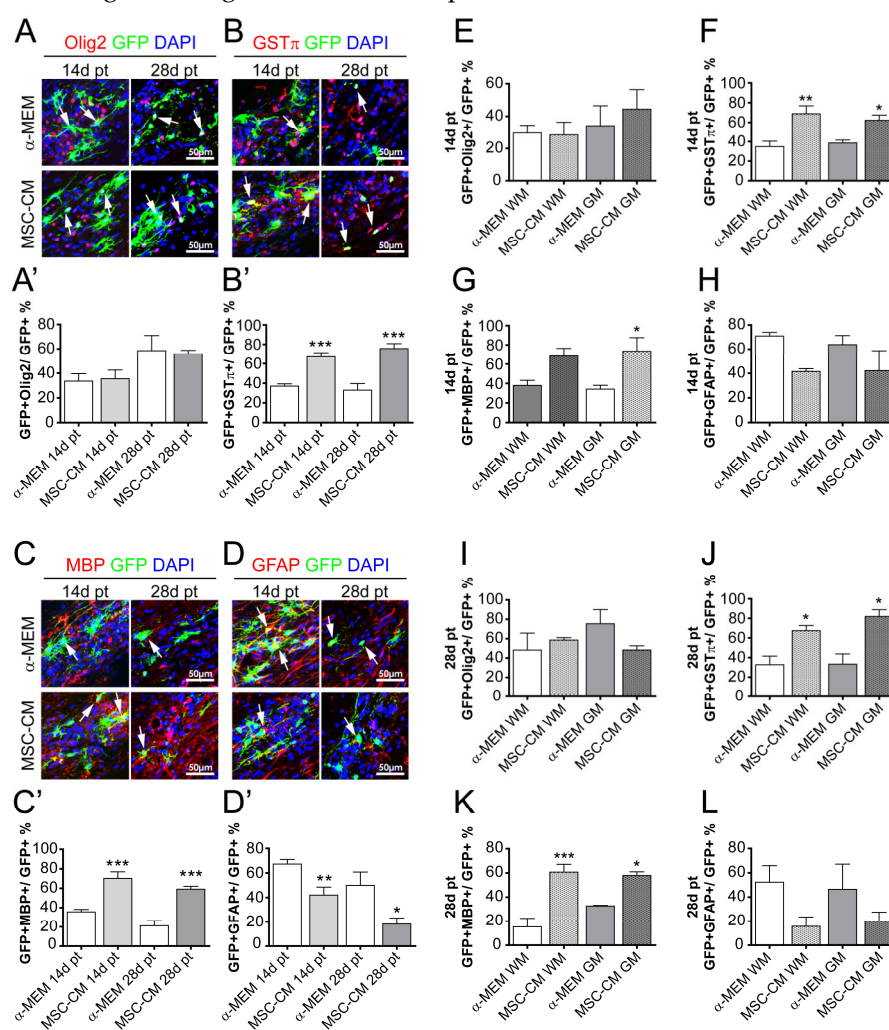 A
Olig2 GFP DAPI
14d pt 28d pt
α-MEM
MSC-CM
50μm
50μm
B
GSTπ GFP DAPI
14d pt 28d pt
50μm
50μm
A'
GFP+Olig2/ GFP+ %
80
60
40
20
0
α-MEM 14d pt
MSC-CM 14d pt
α-MEM 28d pt
MSC-CM 28d pt
B'
GFP+GSTπ+/ GFP+ %
100
80
60
40
20
0
***
***
α-MEM 14d pt
MSC-CM 14d pt
α-MEM 28d pt
MSC-CM 28d pt
C
MBP GFP DAPI
14d pt 28d pt
α-MEM
MSC-CM
50μm
50μm
D
GFAP GFP DAPI
14d pt 28d pt
50μm
50μm
C'
GFP+MBP+/ GFP+ %
100
80
60
40
20
0
***
***
α-MEM 14d pt
MSC-CM 14d pt
α-MEM 28d pt
MSC-CM 28d pt
D'
GFP+GFAP+/ GFP+ %
80
60
40
20
0
**
*
α-MEM 14d pt
MSC-CM 14d pt
α-MEM 28d pt
MSC-CM 28d pt
E
14d pt
GFP+Olig2+/ GFP+ %
80
60
40
20
0
α-MEM WM
MSC-CM WM
α-MEM GM
MSC-CM GM
F
14d pt
GFP+GSTπ+/ GFP+ %
100
80
60
40
20
0
**
*
α-MEM WM
MSC-CM WM
α-MEM GM
MSC-CM GM
G
14d pt
GFP+MBP+/ GFP+ %
100
80
60
40
20
0
*
α-MEM WM
MSC-CM WM
α-MEM GM
MSC-CM GM
H
14d pt
GFP+GFAP+/ GFP+ %
80
60
40
20
0
α-MEM WM
MSC-CM WM
α-MEM GM
MSC-CM GM
I
28d pt
GFP+Olig2+/ GFP+ %
100
80
60
40
20
0
α-MEM WM
MSC-CM WM
α-MEM GM
MSC-CM GM
J
28d pt
GFP+GSTπ+/ GFP+ %
100
80
60
40
20
0
*
*
α-MEM WM
MSC-CM WM
α-MEM GM
MSC-CM GM
K
28d pt
GFP+MBP+/ GFP+ %
80
60
40
20
0
***
*
α-MEM WM
MSC-CM WM
α-MEM GM
MSC-CM GM
L
28d pt
GFP+GFAP+/ GFP+ %
80
60
40
20
0
α-MEM WM
MSC-CM WM
α-MEM GM
MSC-CM GM